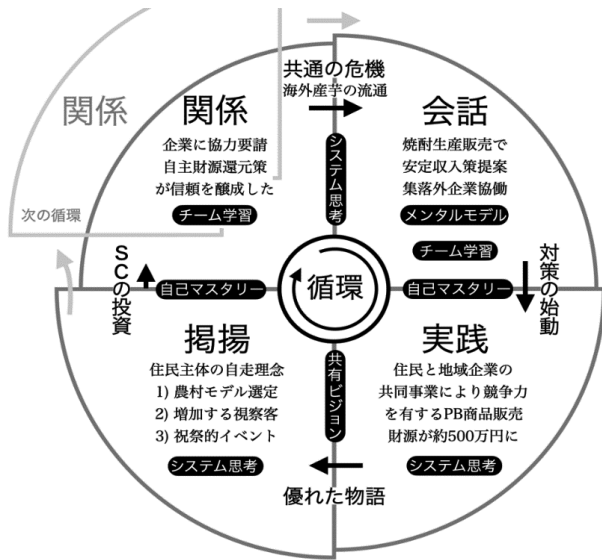 関係
次の循環
関係
企業に協力要請
自主財源還元策
が信頼を醸成した
チーム学習
共通の危機
海外産芋の流通
システム思考
会話
焼酎生産販売で
安定収入策提案
集落外企業協働
メンタルモデル
チーム学習
自己マスタリー
対策の始動
循環
実践
住民と地域企業の
共同事業により競争力
を有するPB商品販売
財源が約500万円に
システム思考
共有ビジョン
優れた物語
掲揚
住民主体の自走理念
1) 農村モデル選定
2) 増加する視察客
3) 祝祭的イベント
システム思考
自己マスタリー
SCの投資